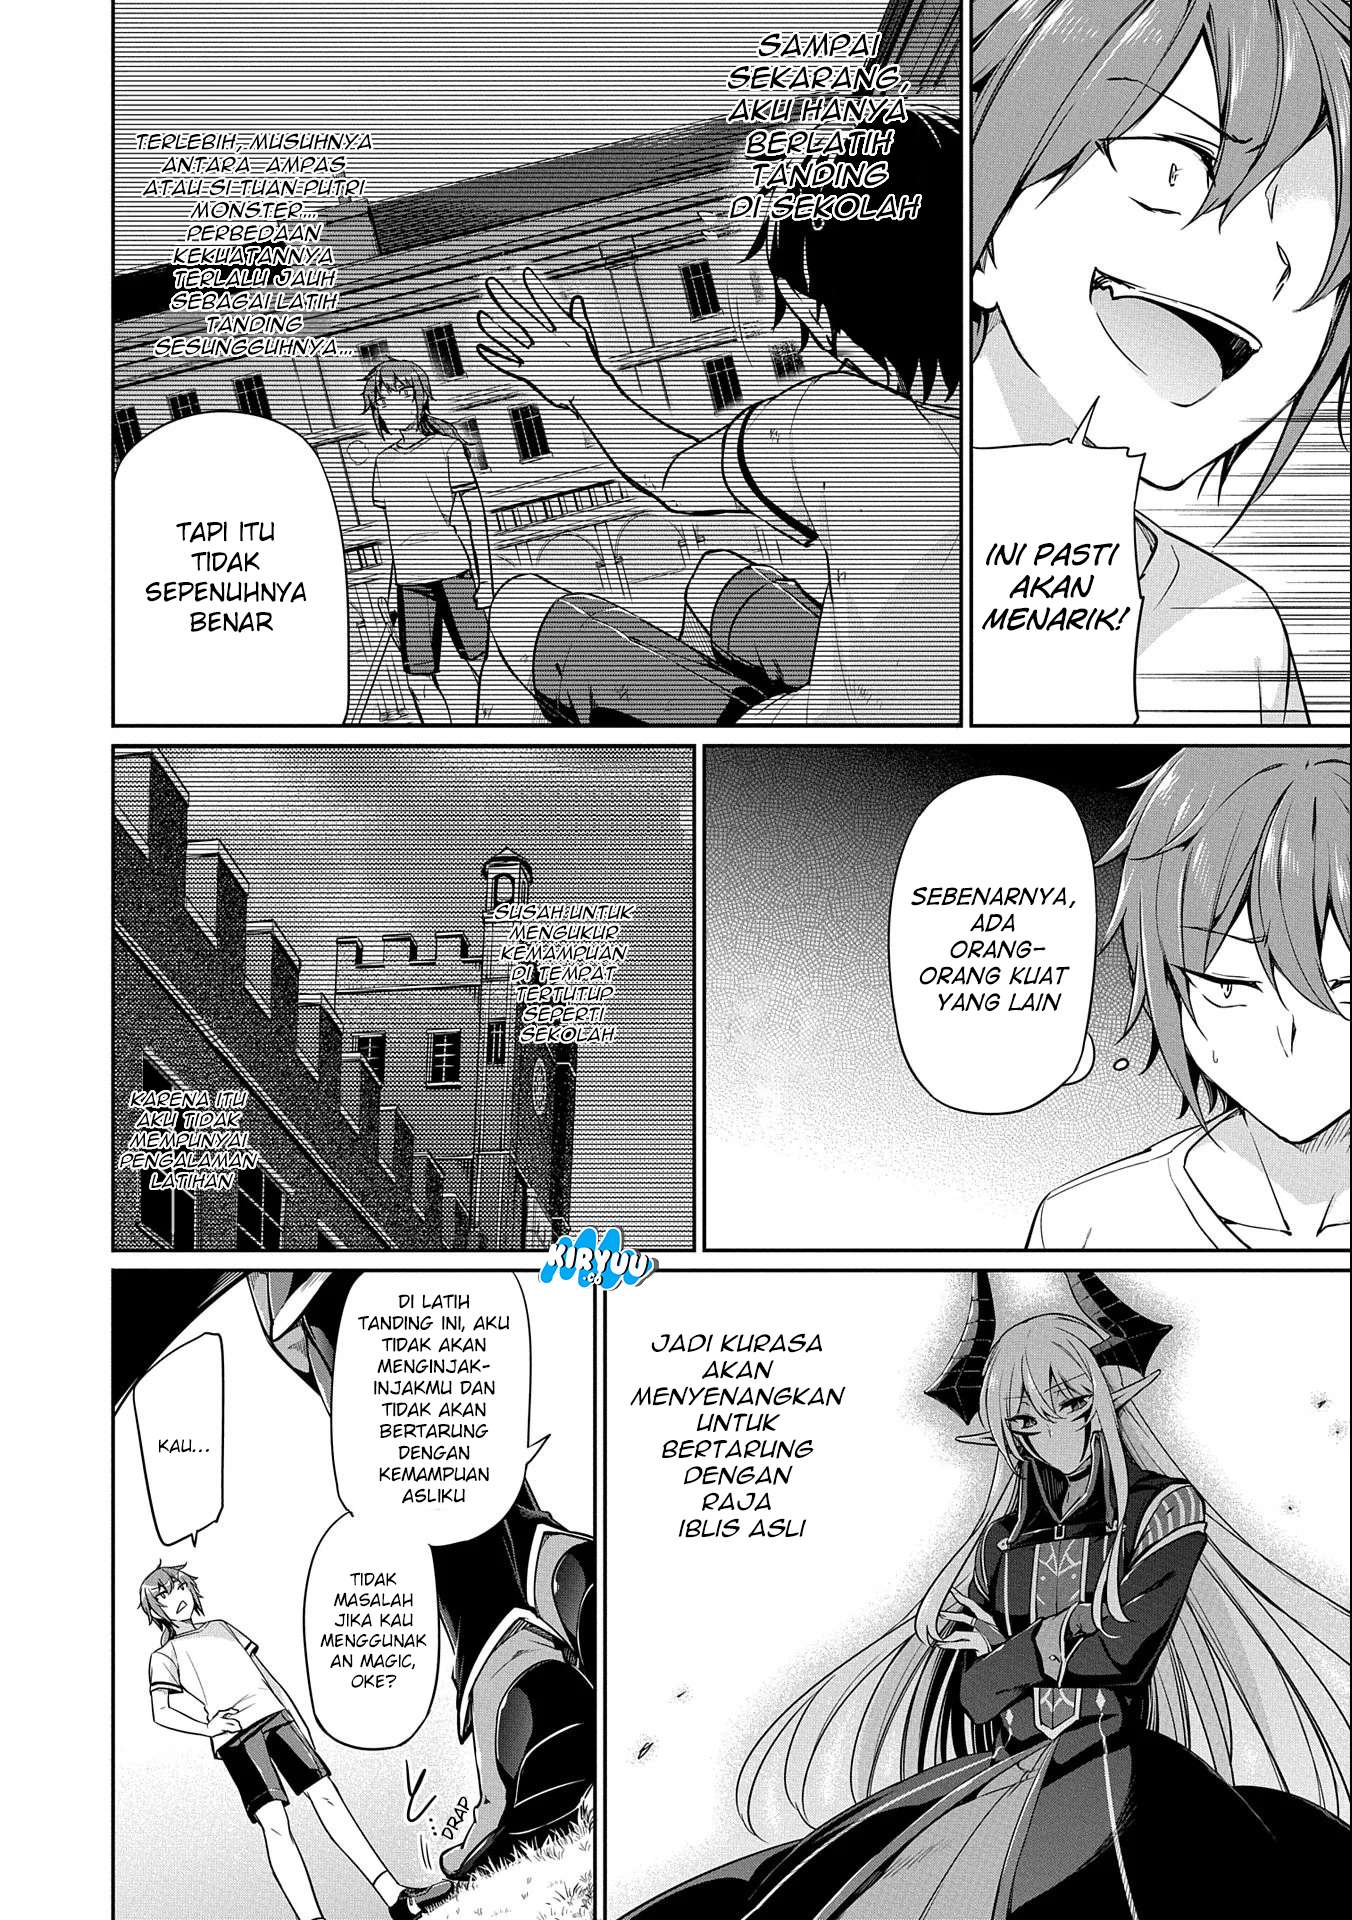 INI PASTI
AKAN
MENARIK!
SAMPAI
SEKARANG,
AKU HANYA
BERLATIH
TANDING
DI SEKOLAH
TERLEBIH, MUSUHNYA
ANTARA AMPAS
ATAU SI TUAN PUTRI
MONSTER...
PERBEDAAN
KEKUATANNYA
TERLALU JAUH
SEBAGAI LATIH
TANDING
SESUNGGUHNYA...
TAPI ITU
TIDAK
SEPENUHNYA
BENAR
SEBENARNYA,
ADA
ORANG-
ORANG KUAT
YANG LAIN
SUSAH UNTUK
MENGUKUR
KEMAMPUAN
DI TEMPAT
TERTUTUP
SEPERTI
SEKOLAH
KARENA ITU
AKU TIDAK
MEMPUNYAI
PENGALAMAN
LATIHAN
KIRYUU
.CO
JADI KURASA
AKAN
MENYENANGKAN
UNTUK
BERTARUNG
DENGAN
RAJA
IBLIS ASLI
DI LATIH
TANDING INI, AKU
TIDAK AKAN
MENGINJAK-
INJAKMU DAN
TIDAK AKAN
BERTARUNG
DENGAN
KEMAMPUAN
ASLIKU
TIDAK
MASALAH
JIKA KAU
MENGGUNAK
AN MAGIC,
OKE?
KAU...
DRAP